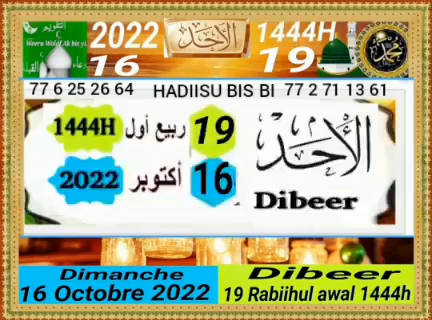 2022
16
الأحد
1444H
19
محمد
77 6 25 26 64 HADIISU BIS BI 77 2 71 13 61
19 ربيع أول 1444H
16 أكتوبر 2022
الأحد
Dibeer
Dimanche
16 Octobre 2022
Dibeer
19 Rabiihul awal 1444h